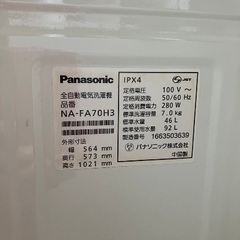 Panasonic
全自動電気洗濯機
品番
NA-FA70H3
外形寸法
幅 564 mm
奥行 573 mm
高さ 1021 mm
IPX4
JET
定格電圧 100 V
定格周波数 50/60 Hz
定格消費電力 280 W
標準洗濯容量 7.0 kg
標準水量 46 L
標準使用水量 92 L
製造番号 1663503639
パナソニック株式会社
中国製